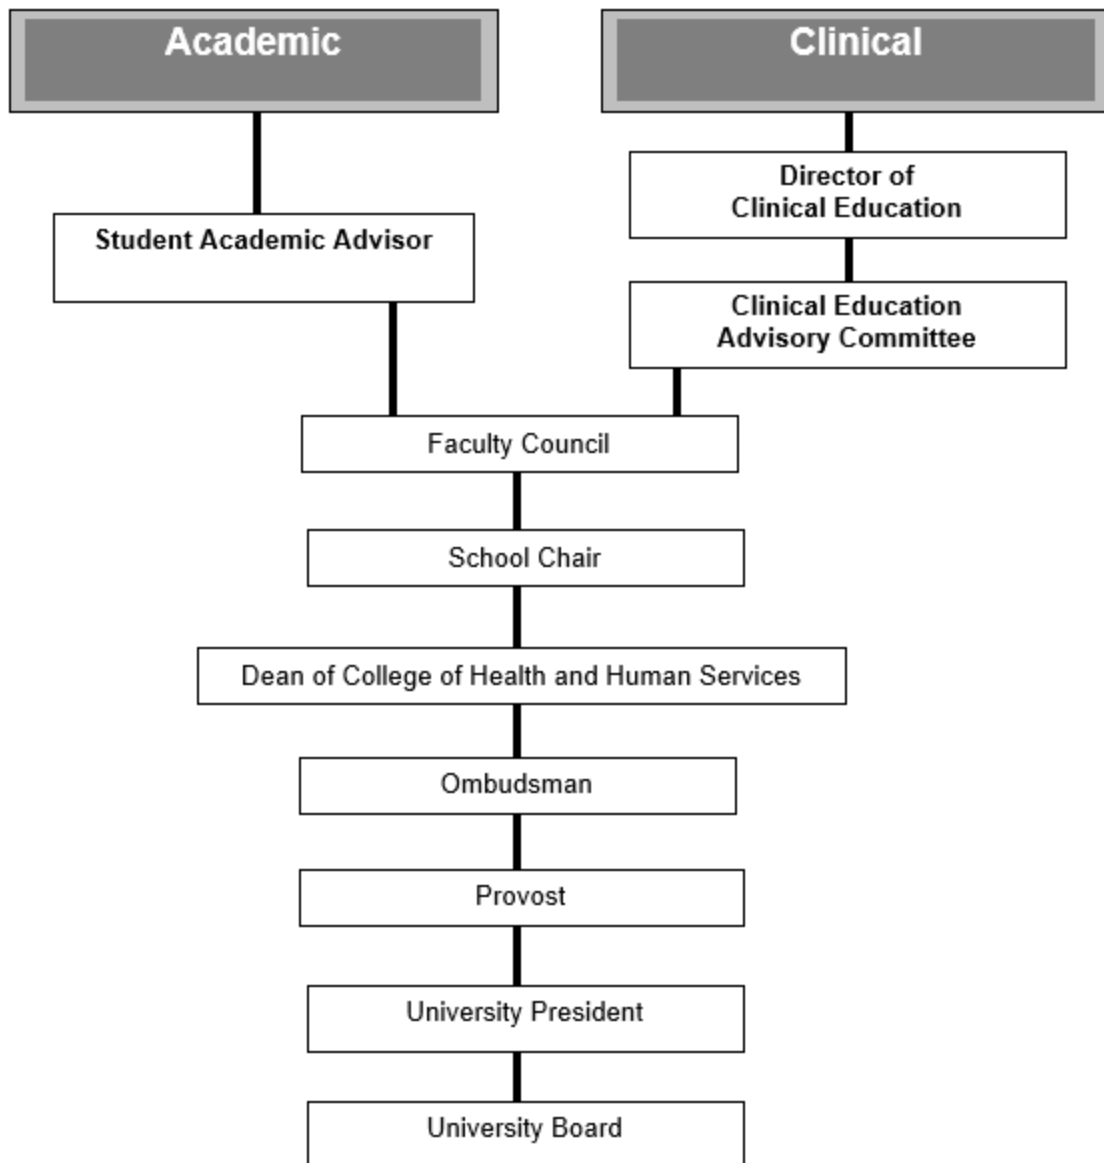 Academic
Clinical
Student Academic Advisor
Director of
Clinical Education
Clinical Education
Advisory Committee
Faculty Council
School Chair
Dean of College of Health and Human Services
Ombudsman
Provost
University President
University Board